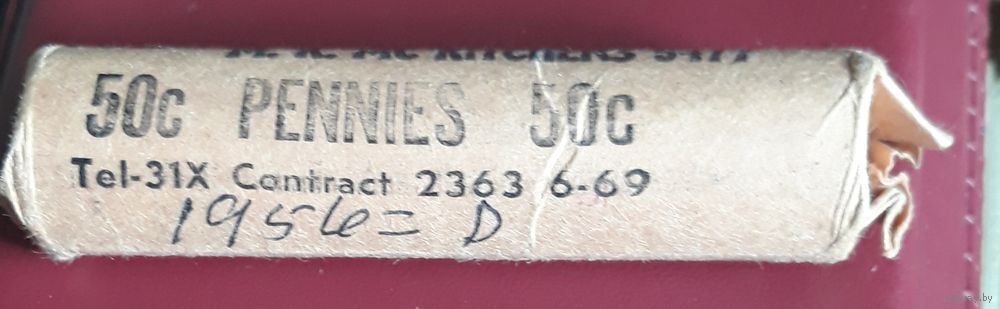 50c PENNIES 50c
Tel-31X Contract 2363 6-69
1956= D